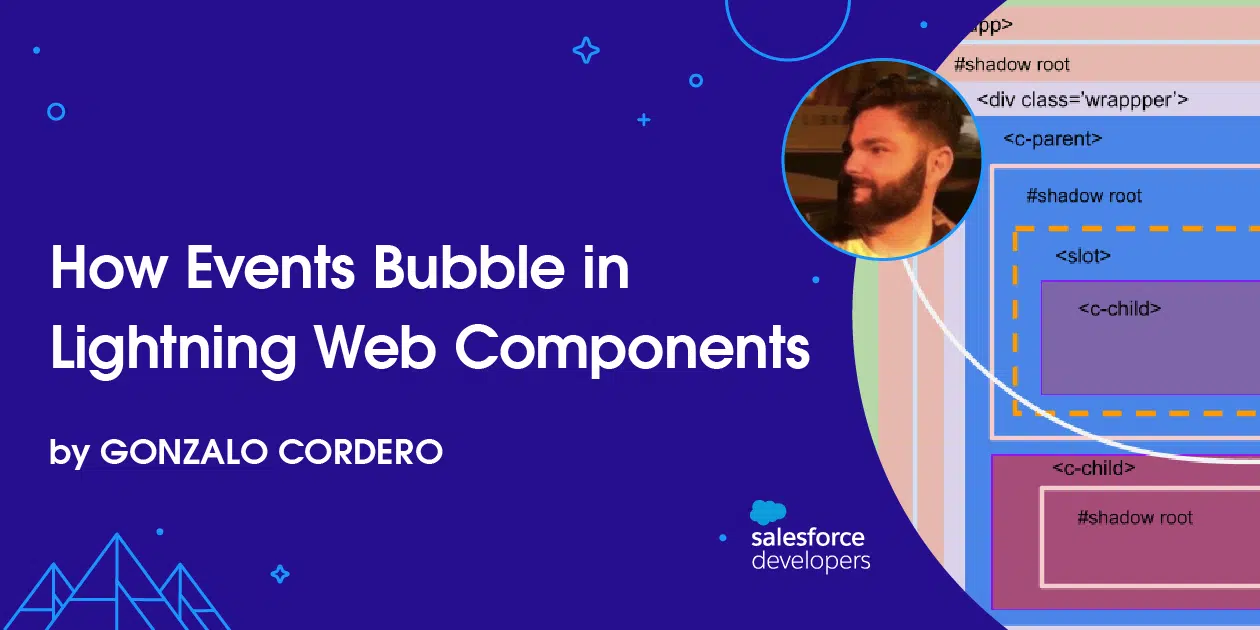 app>
#shadow root
<div class='wrappper'>
<c-parent>
#shadow root
<slot>
<c-child>
How Events Bubble in
Lightning Web Components
by GONZALO CORDERO
<c-child>
#shadow root
salesforce
developers